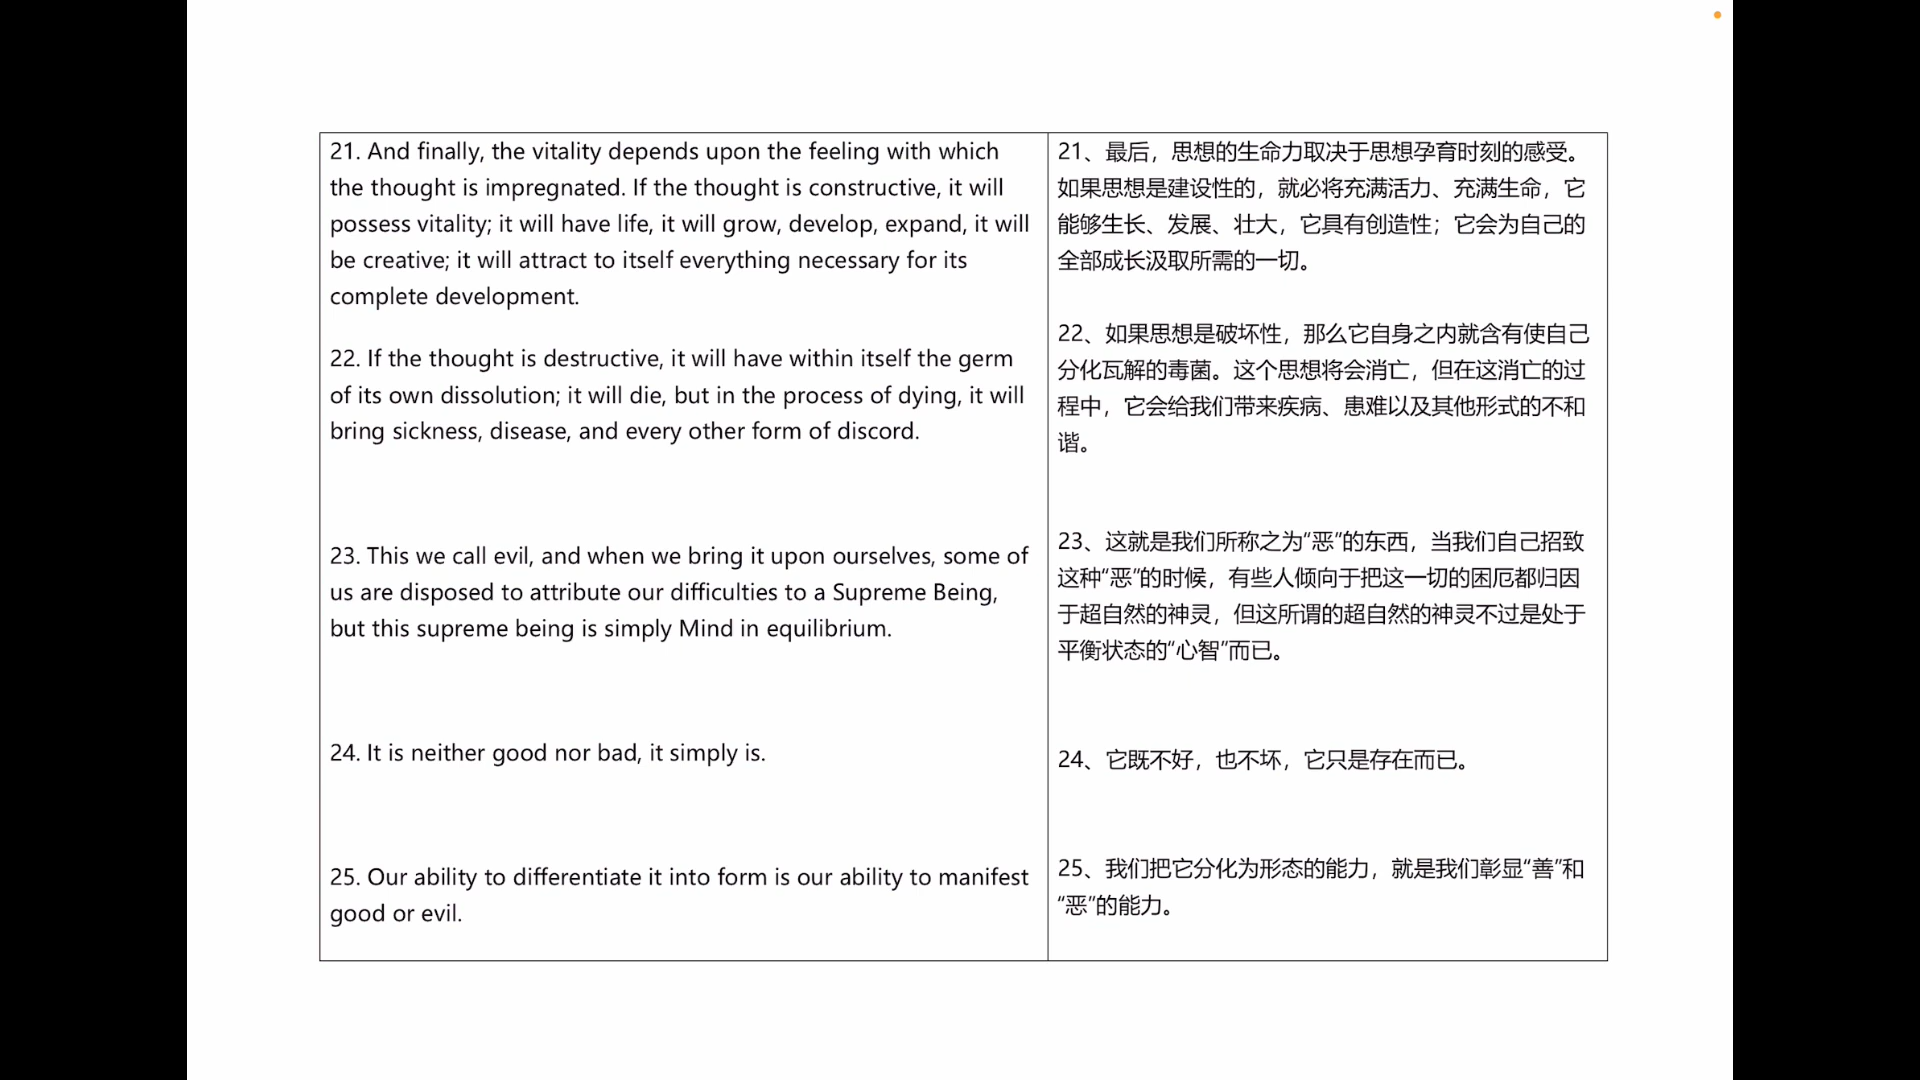 21. And finally, the vitality depends upon the feeling with which
the thought is impregnated. If the thought is constructive, it will
possess vitality; it will have life, it will grow, develop, expand, it will
be creative; it will attract to itself everything necessary for its
complete development.
22. If the thought is destructive, it will have within itself the germ
of its own dissolution; it will die, but in the process of dying, it will
bring sickness, disease, and every other form of discord.
23. This we call evil, and when we bring it upon ourselves, some of
us are disposed to attribute our difficulties to a Supreme Being,
but this supreme being is simply Mind in equilibrium.
24. It is neither good nor bad, it simply is.
25. Our ability to differentiate it into form is our ability to manifest
good or evil.
21、最后，思想的生命力取决于思想孕育时刻的感受。
如果思想是建设性的，就必将充满活力、充满生命，它
能够生长、发展、壮大，它具有创造性；它会为自己的
全部成长汲取所需的一切。
22、如果思想是破坏性，那么它自身之内就含有使自己
分化瓦解的毒菌。这个思想将会消亡，但在这消亡的过
程中，它会给我们带来疾病、患难以及其他形式的不和
谐。
23、这就是我们所称之为“恶”的东西，当我们自己招致
这种“恶”的时候，有些人倾向于把这一切的困厄都归因
于超自然的神灵，但这所谓的超自然的神灵不过是处于
平衡状态的“心智”而已。
24、它既不好，也不坏，它只是存在而已。
25、我们把它分化为形态的能力，就是我们彰显“善”和
“恶”的能力。